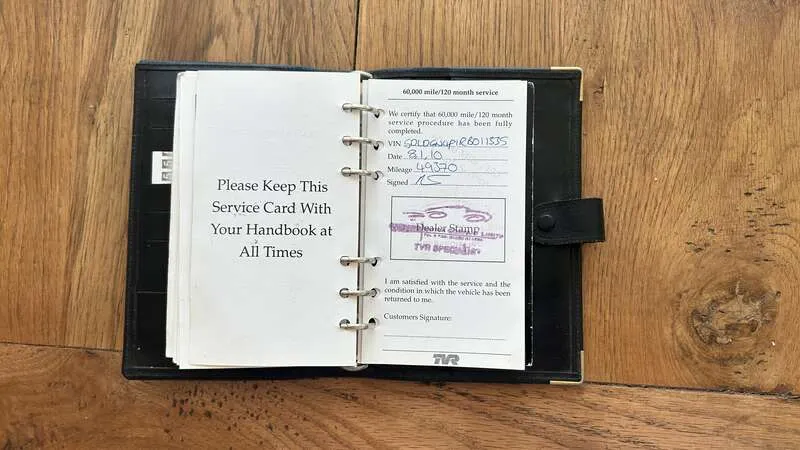 Please Keep This
Service Card With
Your Handbook at
All Times
60,000 mile/120 month service
We certify that 60,000 mile/120 month
service procedure has been fully
completed.
VIN
Date 8.1.10
Mileage 49370
Signed
Dealer Stamp
TVR SPECIALIST
I am satisfied with the service and the
condition in which the vehicle has been
returned to me.
Customers Signature:
TVR